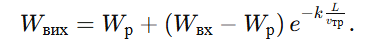 W_вих = W_р + (W_вх − W_р) e^{−k L/v_тр}.